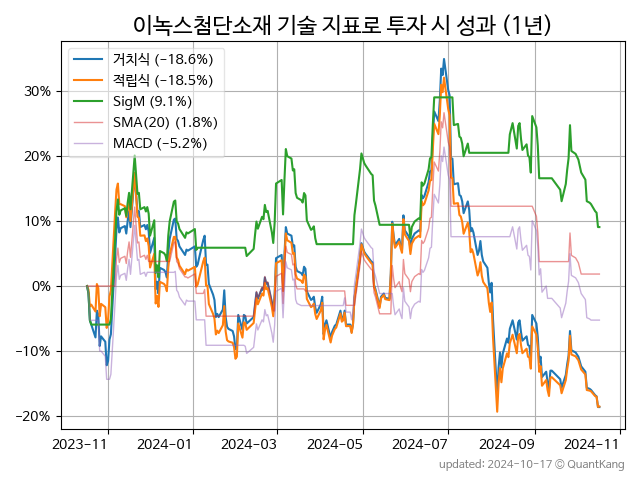 이녹스첨단소재 기술 지표로 투자 시 성과 (1년)
거치식 (−18.6%)
적립식 (−18.5%)
SigM (9.1%)
SMA(20) (1.8%)
MACD (−5.2%)
30%
20%
10%
0%
−10%
−20%
2023-11 2024-01 2024-03 2024-05 2024-07 2024-09 2024-11
updated: 2024-10-17 © QuantKang